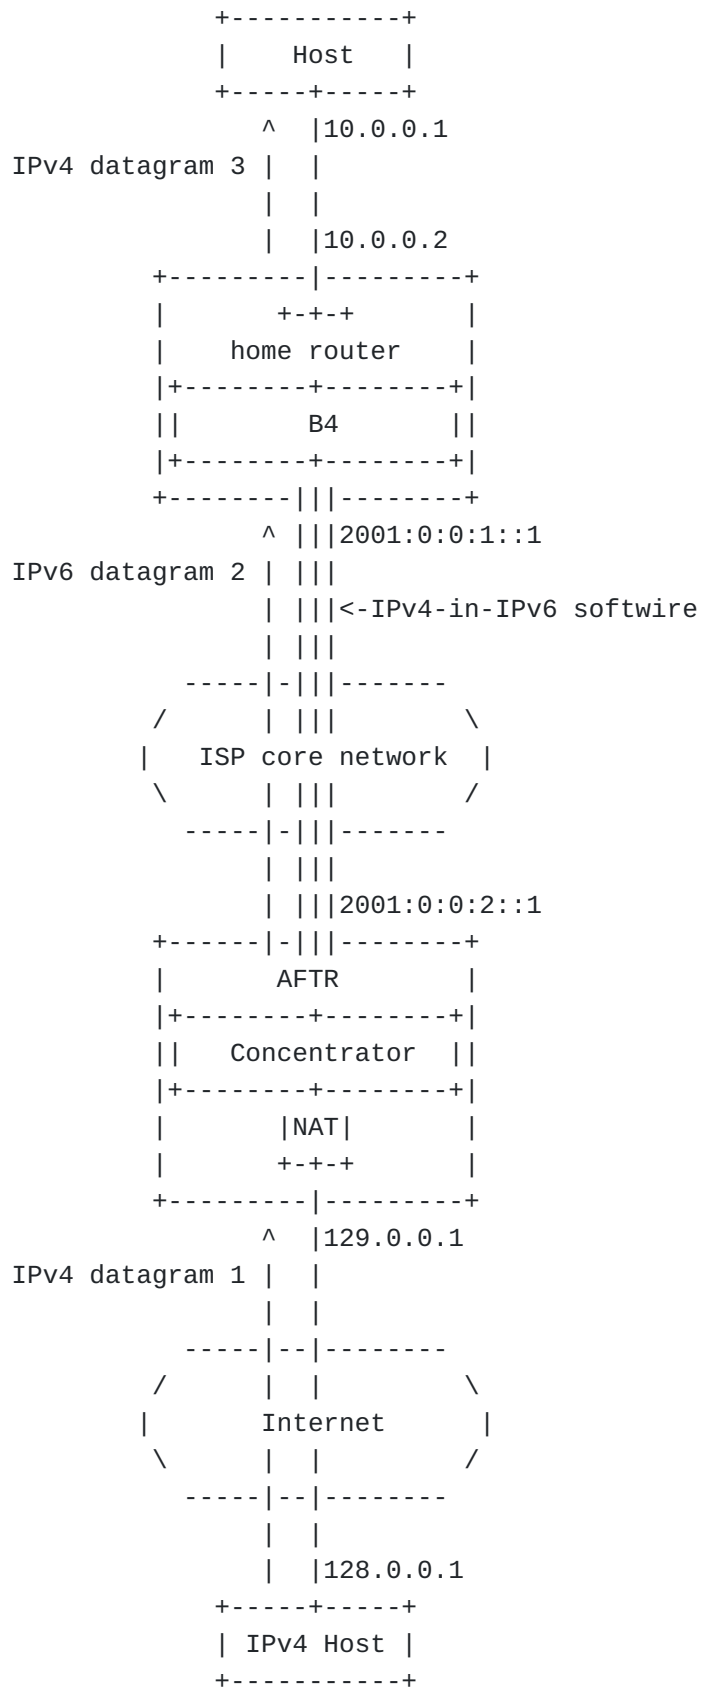 Host
10.0.0.1
IPv4 datagram 3
10.0.0.2
home router
B4
2001:0:0:1::1
IPv6 datagram 2
<-IPv4-in-IPv6 softwire
ISP core network
2001:0:0:2::1
AFTR
Concentrator
NAT
129.0.0.1
IPv4 datagram 1
Internet
128.0.0.1
IPv4 Host